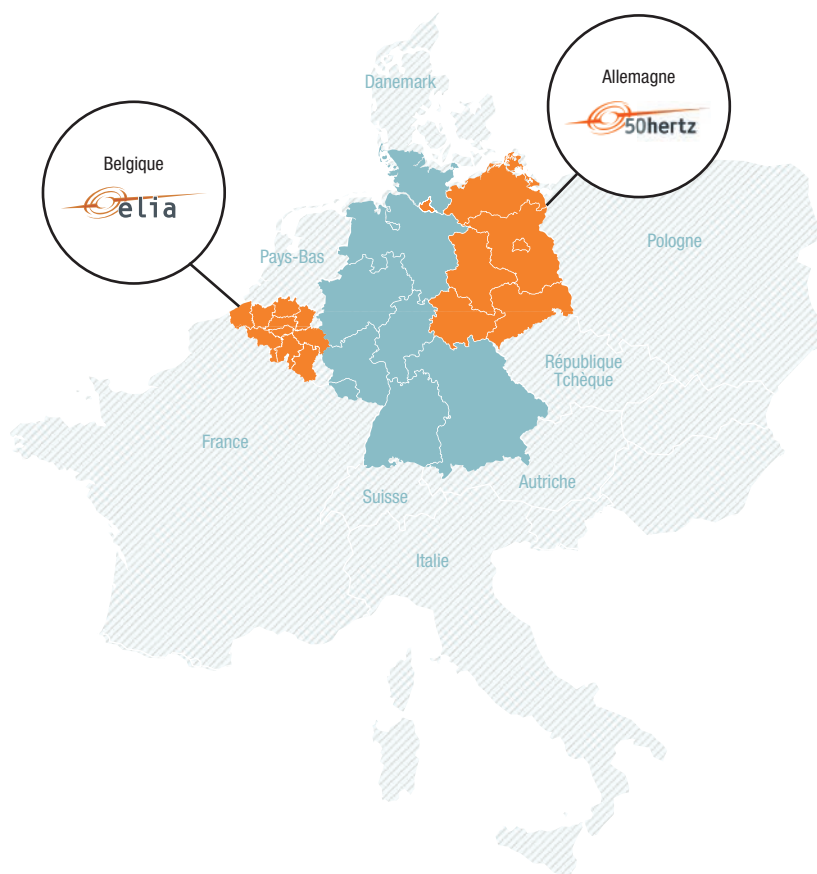 Danemark
Allemagne
50hertz
Belgique
elia
Pays-Bas
Pologne
République
Tchèque
France
Suisse
Autriche
Italie